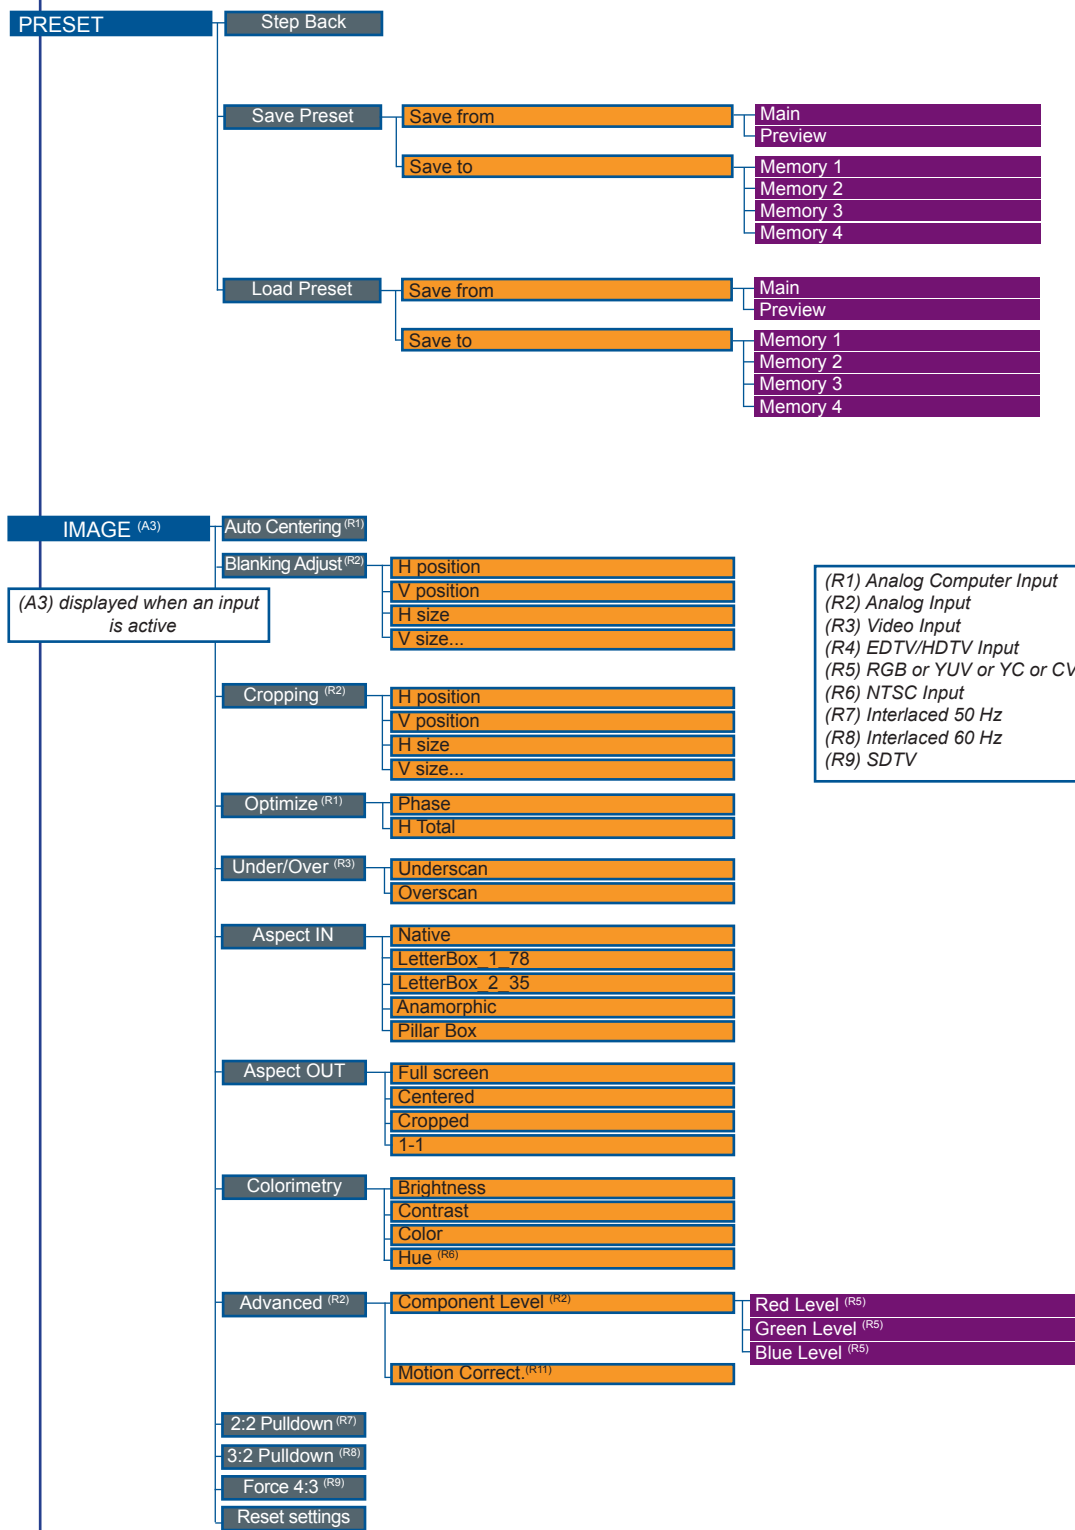 PRESET
Step Back
Save Preset
Save from
Main
Preview
Save to
Memory 1
Memory 2
Memory 3
Memory 4
Load Preset
Save from
Main
Preview
Save to
Memory 1
Memory 2
Memory 3
Memory 4
IMAGE (A3)
(A3) displayed when an input
is active
Auto Centering (R1)
Blanking Adjust (R2)
H position
V position
H size
V size...
(R1) Analog Computer Input
(R2) Analog Input
(R3) Video Input
(R4) EDTV/HDTV Input
(R5) RGB or YUV or YC or CV
(R6) NTSC Input
(R7) Interlaced 50 Hz
(R8) Interlaced 60 Hz
(R9) SDTV
Cropping (R2)
H position
V position
H size
V size...
Optimize (R1)
Phase
H Total
Under/Over (R3)
Underscan
Overscan
Aspect IN
Native
LetterBox_1_78
LetterBox_2_35
Anamorphic
Pillar Box
Aspect OUT
Full screen
Centered
Cropped
1-1
Colorimetry
Brightness
Contrast
Color
Hue (R6)
Advanced (R2)
Component Level (R2)
Red Level (R5)
Green Level (R5)
Blue Level (R5)
Motion Correct.(R11)
2:2 Pulldown (R7)
3:2 Pulldown (R8)
Force 4:3 (R9)
Reset settings